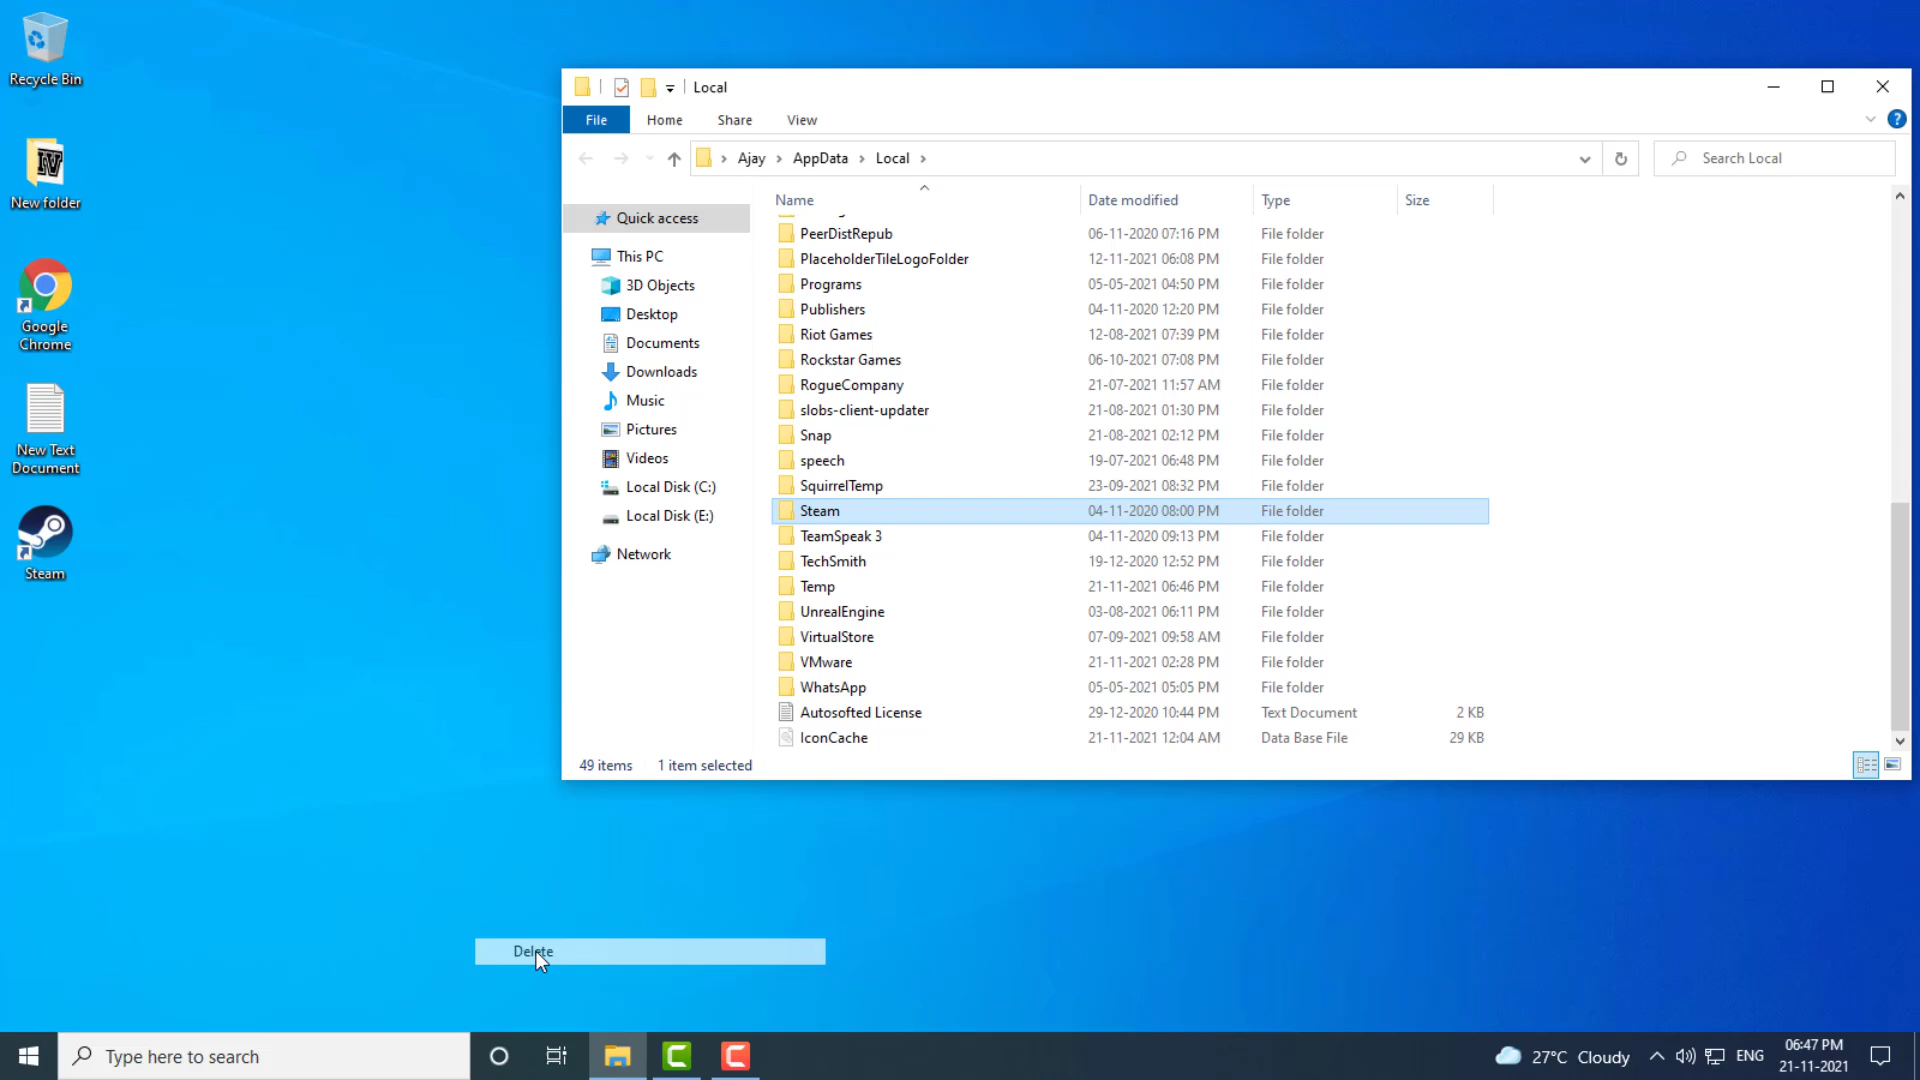 Recycle Bin
New folder
Google
Chrome
New Text
Document
Steam
Local
File
Home
Share
View
Ajay
AppData
Local
Search Local
Quick access
This PC
3D Objects
Desktop
Documents
Downloads
Music
Pictures
Videos
Local Disk (C:)
Local Disk (E:)
Network
Name Date modified Type Size
PeerDistRepub 06-11-2020 07:16 PM File folder
PlaceholderTileLogoFolder 12-11-2021 06:08 PM File folder
Programs 05-05-2021 04:50 PM File folder
Publishers 04-11-2020 12:20 PM File folder
Riot Games 12-08-2021 07:39 PM File folder
Rockstar Games 06-10-2021 07:08 PM File folder
RogueCompany 21-07-2021 11:57 AM File folder
slobs-client-updater 21-08-2021 01:30 PM File folder
Snap 21-08-2021 02:12 PM File folder
speech 19-07-2021 06:48 PM File folder
SquirrelTemp 23-09-2021 08:32 PM File folder
Steam 04-11-2020 08:00 PM File folder
TeamSpeak 3 04-11-2020 09:13 PM File folder
TechSmith 19-12-2020 12:52 PM File folder
Temp 21-11-2021 06:46 PM File folder
UnrealEngine 03-08-2021 06:11 PM File folder
VirtualStore 07-09-2021 09:58 AM File folder
VMware 21-11-2021 02:28 PM File folder
WhatsApp 05-05-2021 05:05 PM File folder
Autosofted License 29-12-2020 10:44 PM Text Document 2 KB
IconCache 21-11-2021 12:04 AM Data Base File 29 KB
49 items 1 item selected
Delete
Type here to search
27°C Cloudy
ENG
06:47 PM
21-11-2021